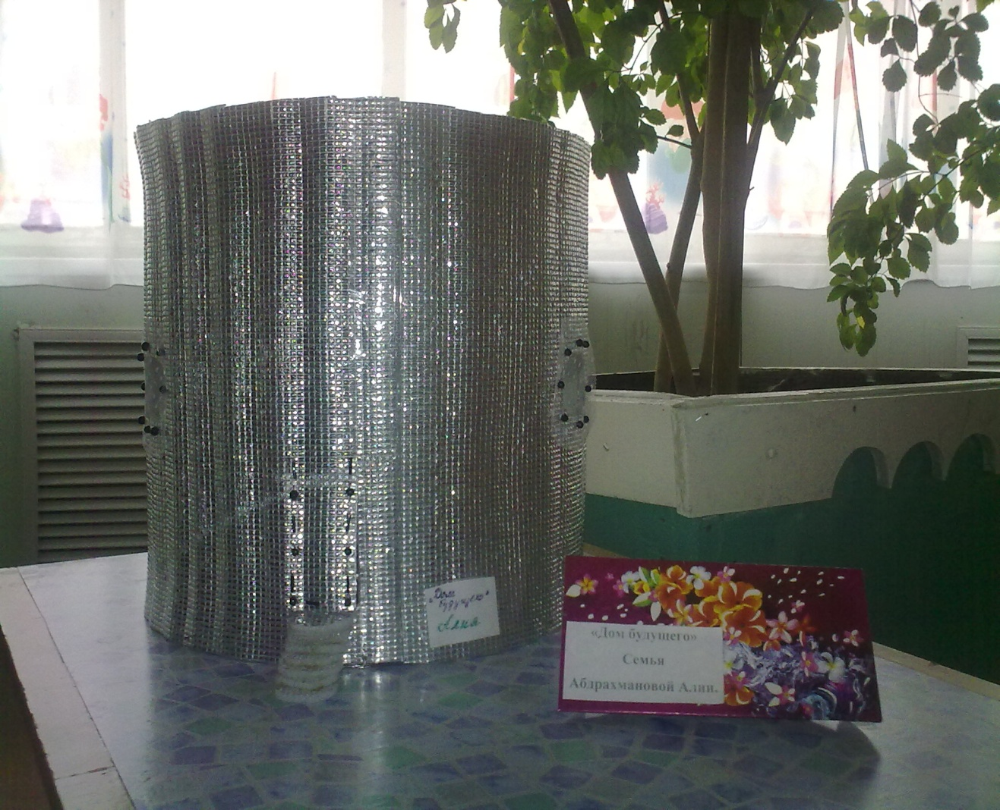 „Дом
будущего"
Алия
«Дом будущего»
Семья
Абдрахмановой Алии.